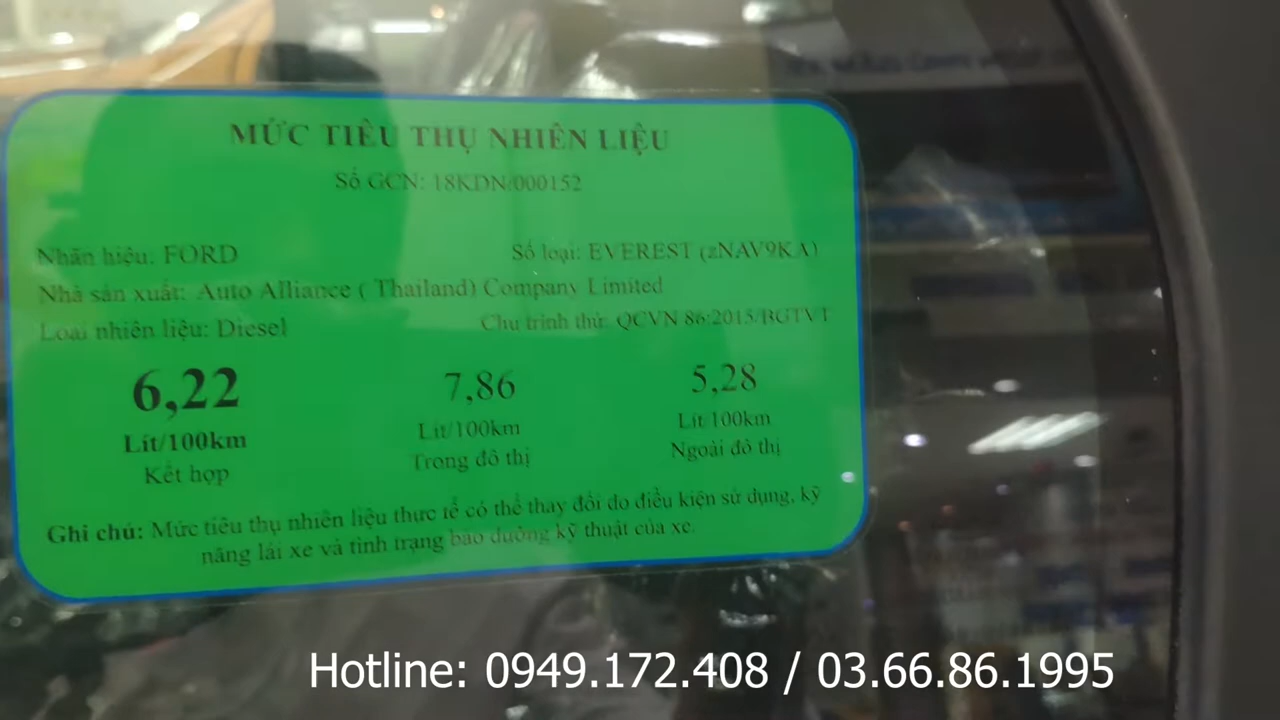 MỨC TIÊU THỤ NHIÊN LIỆU
Số GCN: 18KDN/000152
Nhãn hiệu: FORD
Số loại: EVEREST (zNAV9KA)
Nhà sản xuất: Auto Alliance ( Thailand) Company Limited
Loại nhiên liệu: Diesel
Chu trình thử: QCVN 86:2015/BGTVT
6,22 7,86 5,28
Lít/100km Lít/100km Lít/100km
Kết hợp Trong đô thị Ngoài đô thị
Ghi chú: Mức tiêu thụ nhiên liệu thực tế có thể thay đổi do điều kiện sử dụng, kỹ
năng lái xe và tình trạng bảo dưỡng kỹ thuật của xe.
Hotline: 0949.172.408 / 03.66.86.1995